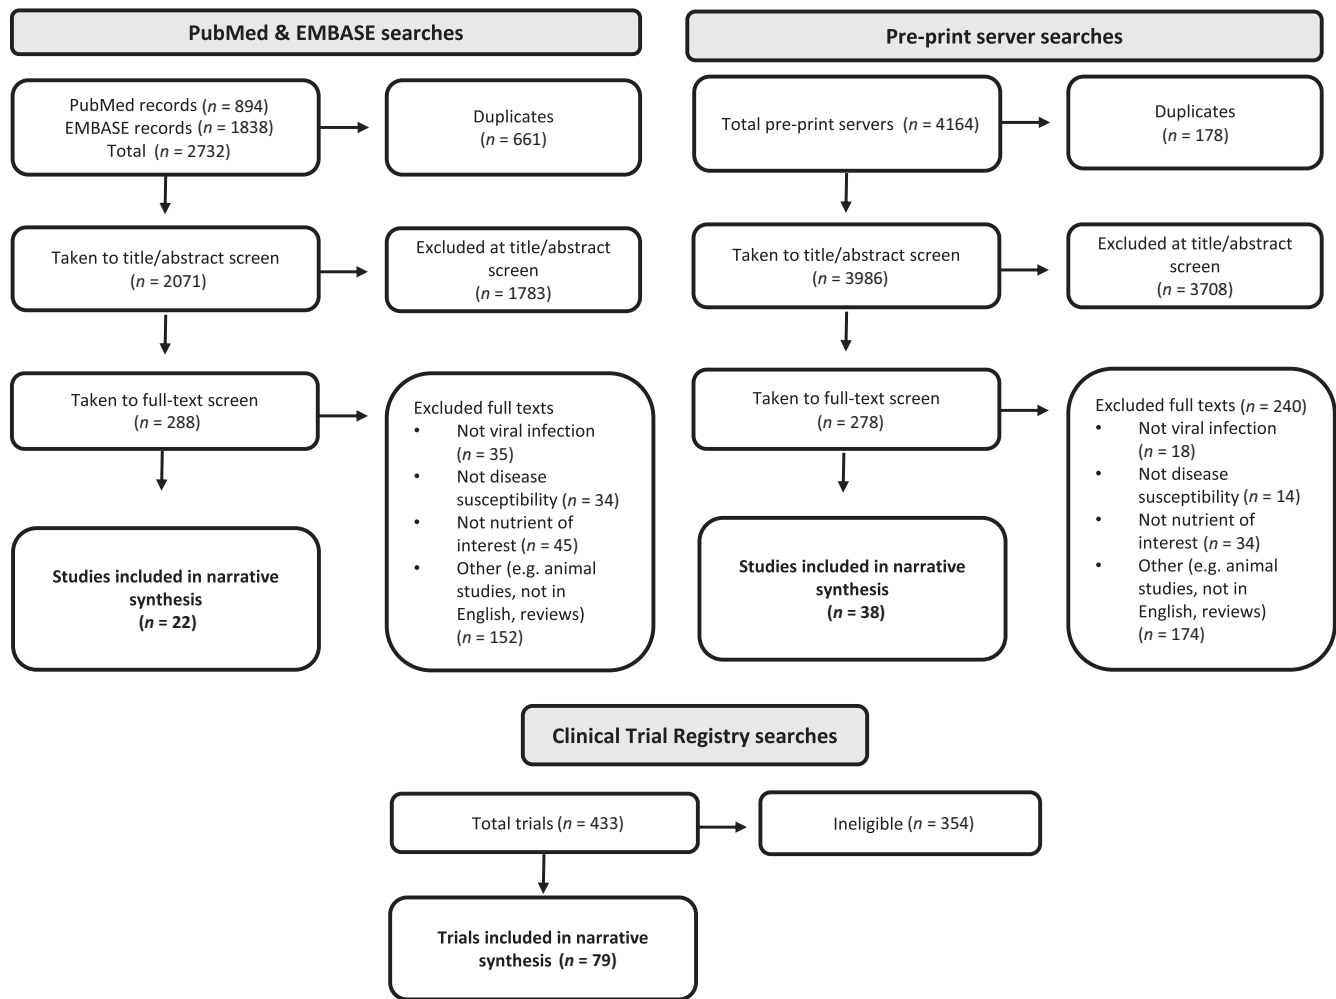 PubMed & EMBASE searches
PubMed records (n = 894)
EMBASE records (n = 1838)
Total (n = 2732)
Duplicates
(n = 661)
Taken to title/abstract screen
(n = 2071)
Excluded at title/abstract
screen
(n = 1783)
Taken to full-text screen
(n = 288)
Excluded full texts
• Not viral infection
(n = 35)
• Not disease
susceptibility (n = 34)
• Not nutrient of
interest (n = 45)
• Other (e.g. animal
studies, not in
English, reviews)
(n = 152)
Studies included in narrative
synthesis
(n = 22)
Pre-print server searches
Total pre-print servers (n = 4164)
Duplicates
(n = 178)
Taken to title/abstract screen
(n = 3986)
Excluded at title/abstract
screen
(n = 3708)
Taken to full-text screen
(n = 278)
Excluded full texts (n = 240)
• Not viral infection
(n = 18)
• Not disease
susceptibility (n = 14)
• Not nutrient of
interest (n = 34)
• Other (e.g. animal
studies, not in
English, reviews)
(n = 174)
Studies included in narrative
synthesis
(n = 38)
Clinical Trial Registry searches
Total trials (n = 433)
Ineligible (n = 354)
Trials included in narrative
synthesis (n = 79)